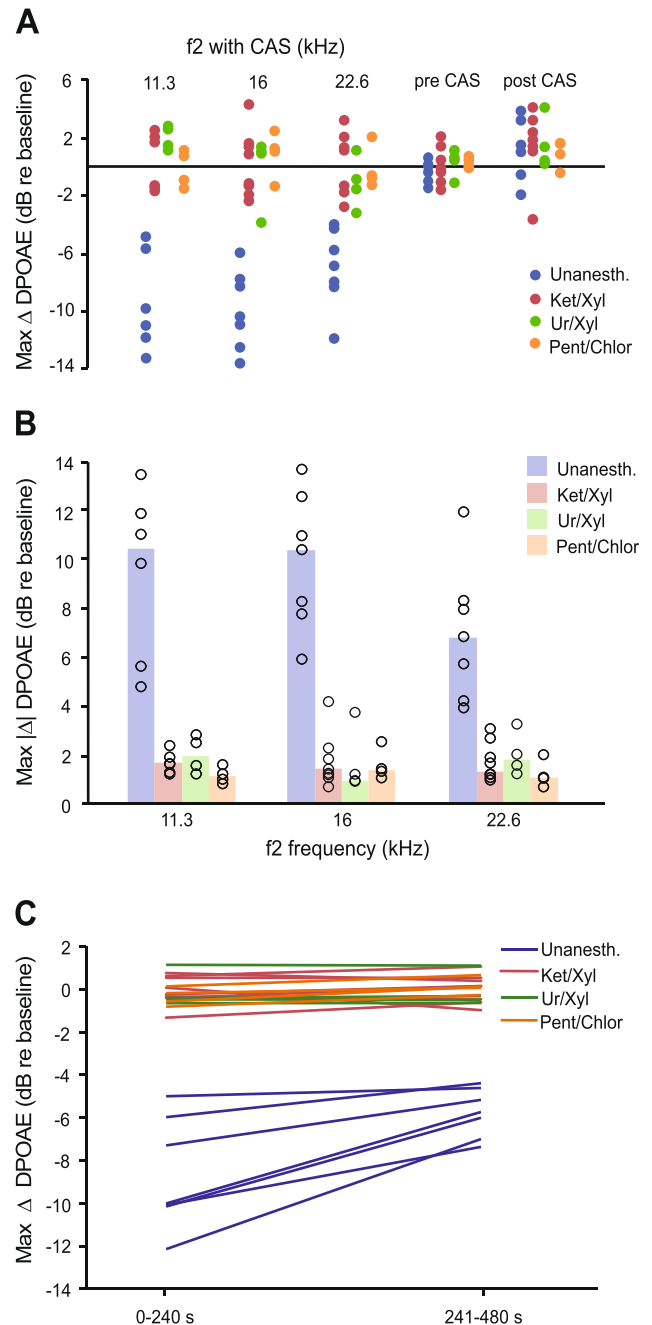 A
f2 with CAS (kHz)
11.3 16 22.6 pre CAS post CAS
Max Δ DPOAE (dB re baseline)
6
2
-2
-6
-10
-14
Unanesth.
Ket/Xyl
Ur/Xyl
Pent/Chlor
B
Max |Δ| DPOAE (dB re baseline)
14
12
10
8
6
4
2
0
Unanesth.
Ket/Xyl
Ur/Xyl
Pent/Chlor
11.3 16 22.6
f2 frequency (kHz)
C
Max Δ DPOAE (dB re baseline)
2
0
-2
-4
-6
-8
-10
-12
-14
Unanesth.
Ket/Xyl
Ur/Xyl
Pent/Chlor
0-240 s 241-480 s